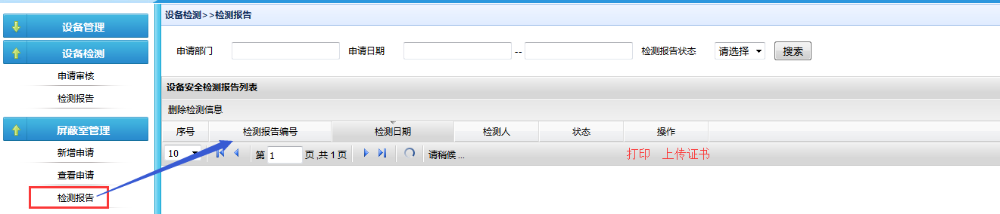 设备管理
设备检测
申请审核
检测报告
屏蔽室管理
新增申请
查看申请
检测报告
设备检测>>检测报告
申请部门 申请日期 -- 检测报告状态 请选择 搜索
设备安全检测报告列表
删除检测信息
序号 检测报告编号 检测日期 检测人 状态 操作
10 第 1 页,共 1 页 请稍候 ... 打印 上传证书